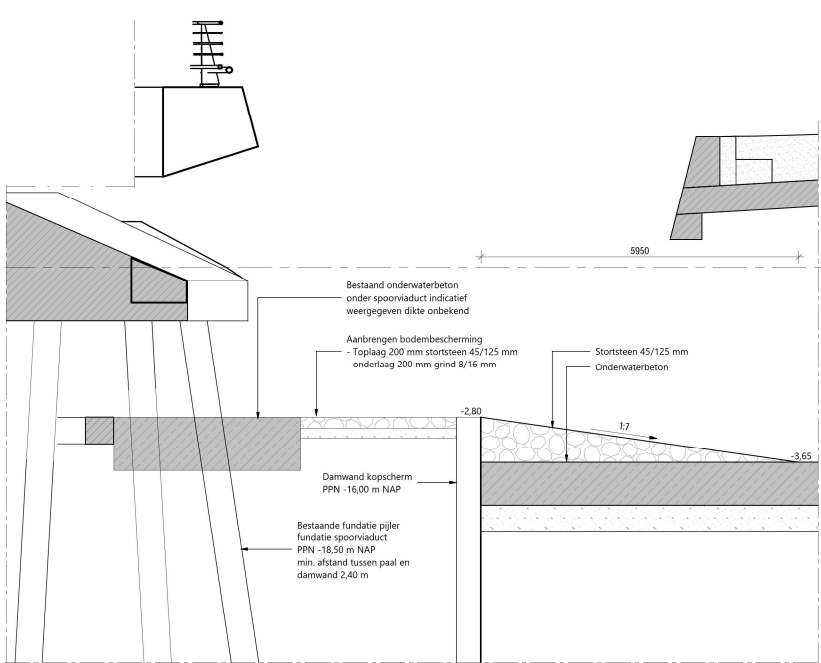 5950
Bestaand onderwaterbeton
onder spoorviaduct indicatief
weergegeven dikte onbekend
Aanbrengen bodembescherming
- Toplaag 200 mm stortsteen 45/125 mm
onderlaag 200 mm grind 8/16 mm
Stortsteen 45/125 mm
Onderwaterbeton
-2,80
1:7
-3,65
Damwand kopscherm
PPN -16,00 m NAP
Bestaande fundatie pijler
fundatie spoorviaduct
PPN -18,50 m NAP
min. afstand tussen paal en
damwand 2,40 m